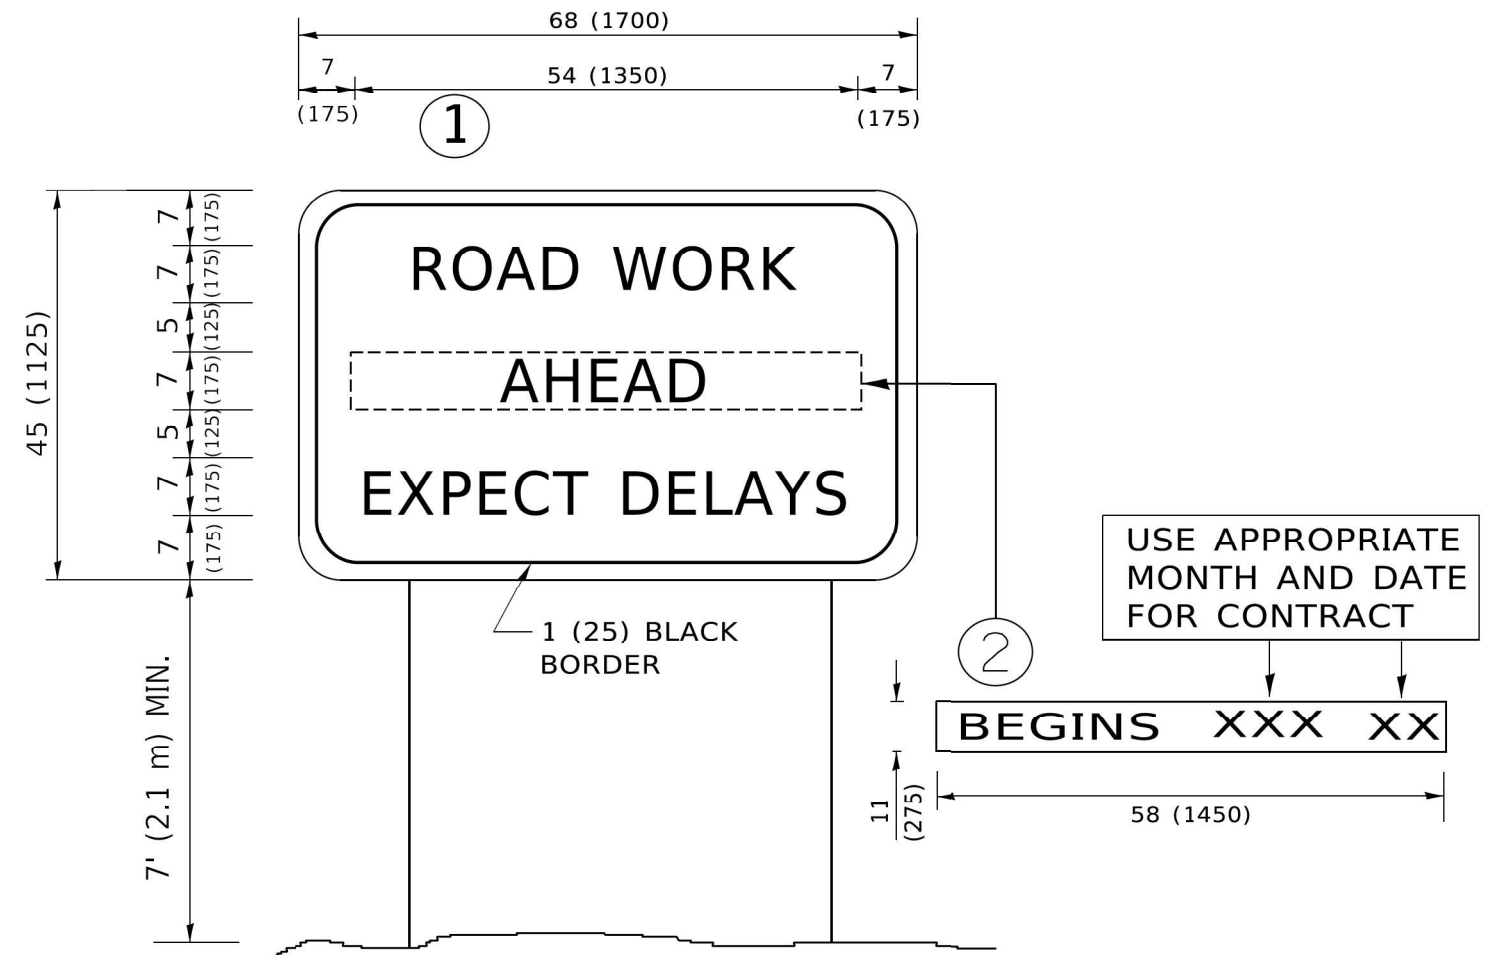 68 (1700)
7
54 (1350)
7
(175)
(175)
1
7
(175)
7
(175)
5
(125)
7
(175)
5
(125)
7
(175)
7
(175)
45 (1125)
ROAD WORK
AHEAD
EXPECT DELAYS
1 (25) BLACK
BORDER
7' (2.1 m) MIN.
USE APPROPRIATE
MONTH AND DATE
FOR CONTRACT
2
BEGINS XXX XX
11
(275)
58 (1450)